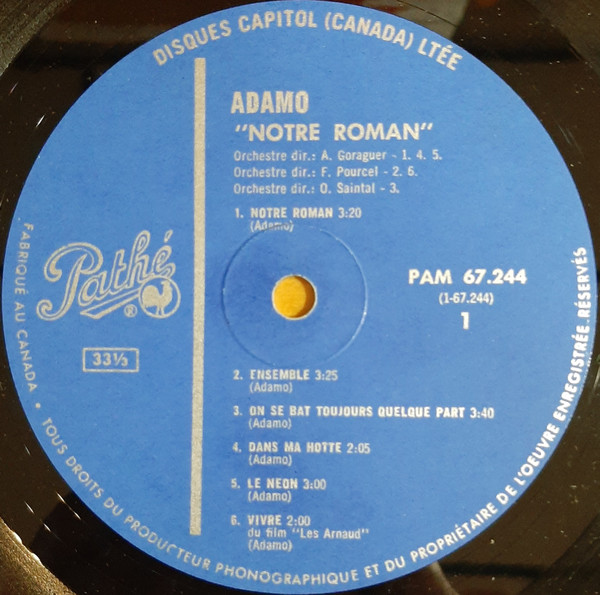 DISQUES CAPITOL (CANADA) LTÉE
ADAMO
"NOTRE ROMAN"
Orchestre dir.: A. Goraguer - 1. 4. 5.
Orchestre dir.: F. Pourcel - 2. 6.
Orchestre dir.: O. Saintal - 3.
1. NOTRE ROMAN 3:20
(Adamo)
Pathé
®
33⅓
PAM 67.244
(1-67.244)
1
2. ENSEMBLE 3:25
(Adamo)
3. ON SE BAT TOUJOURS QUELQUE PART 3:40
(Adamo)
4. DANS MA HOTTE 2:05
(Adamo)
5. LE NEON 3:00
(Adamo)
6. VIVRE 2:00
du film "Les Arnaud"
(Adamo)
FABRIQUÉ AU CANADA • TOUS DROITS DU PRODUCTEUR PHONOGRAPHIQUE ET DU PROPRIÉTAIRE DE L'OEUVRE ENREGISTRÉE RÉSERVÉS